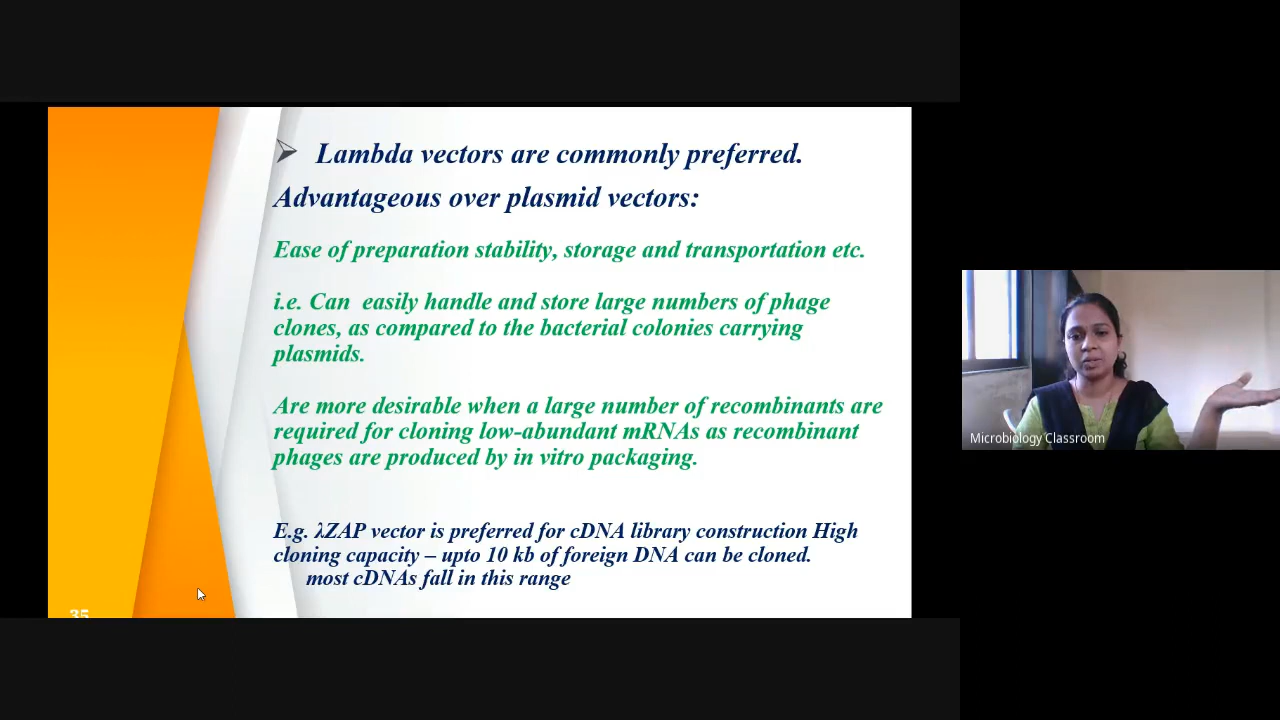 Lambda vectors are commonly preferred.
Advantageous over plasmid vectors:
Ease of preparation stability, storage and transportation etc.
i.e. Can easily handle and store large numbers of phage
clones, as compared to the bacterial colonies carrying
plasmids.
Are more desirable when a large number of recombinants are
required for cloning low-abundant mRNAs as recombinant
phages are produced by in vitro packaging.
E.g. λZAP vector is preferred for cDNA library construction High
cloning capacity – upto 10 kb of foreign DNA can be cloned.
most cDNAs fall in this range
35
Microbiology Classroom